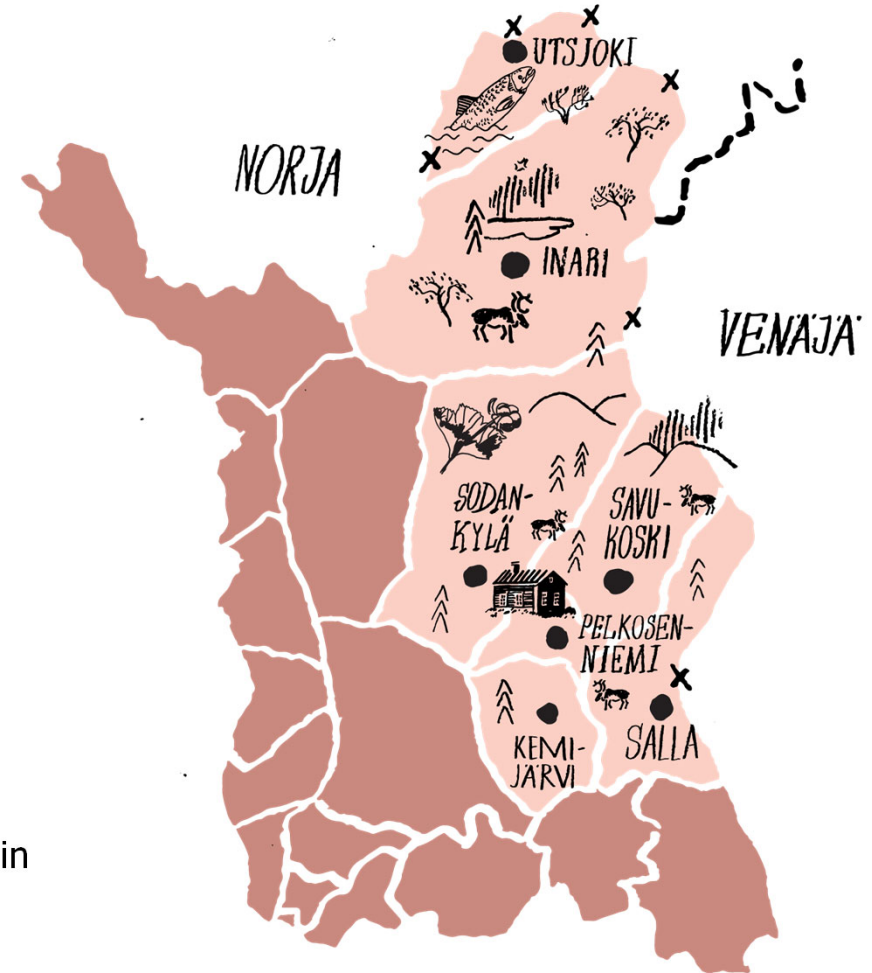 UTSJOKI
NORJA
INARI
VENÄJÄ
SODAN-
KYLÄ
SAVU-
KOSKI
PELKOSEN-
NIEMI
KEMI-
JÄRVI
SALLA
in